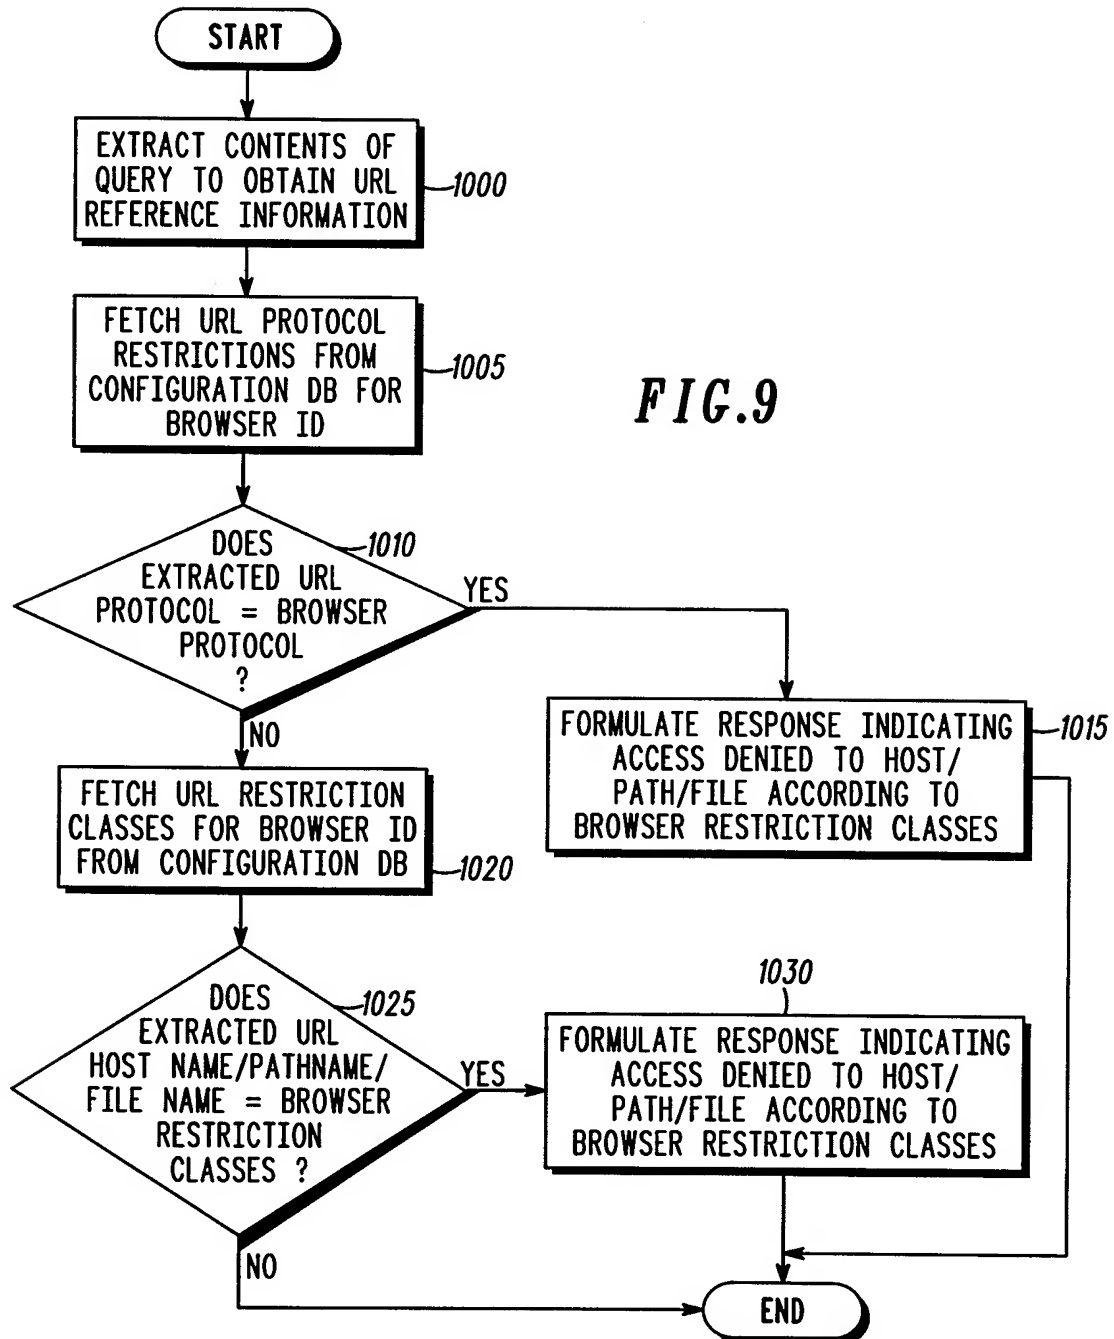 START
EXTRACT CONTENTS OF
QUERY TO OBTAIN URL
REFERENCE INFORMATION
1000
FETCH URL PROTOCOL
RESTRICTIONS FROM
CONFIGURATION DB FOR
BROWSER ID
1005
FIG.9
DOES
EXTRACTED URL
PROTOCOL = BROWSER
PROTOCOL
?
1010
YES
NO
FORMULATE RESPONSE INDICATING
ACCESS DENIED TO HOST/
PATH/FILE ACCORDING TO
BROWSER RESTRICTION CLASSES
1015
FETCH URL RESTRICTION
CLASSES FOR BROWSER ID
FROM CONFIGURATION DB
1020
DOES
EXTRACTED URL
HOST NAME/PATHNAME/
FILE NAME = BROWSER
RESTRICTION
CLASSES ?
1025
YES
NO
1030
FORMULATE RESPONSE INDICATING
ACCESS DENIED TO HOST/
PATH/FILE ACCORDING TO
BROWSER RESTRICTION CLASSES
END